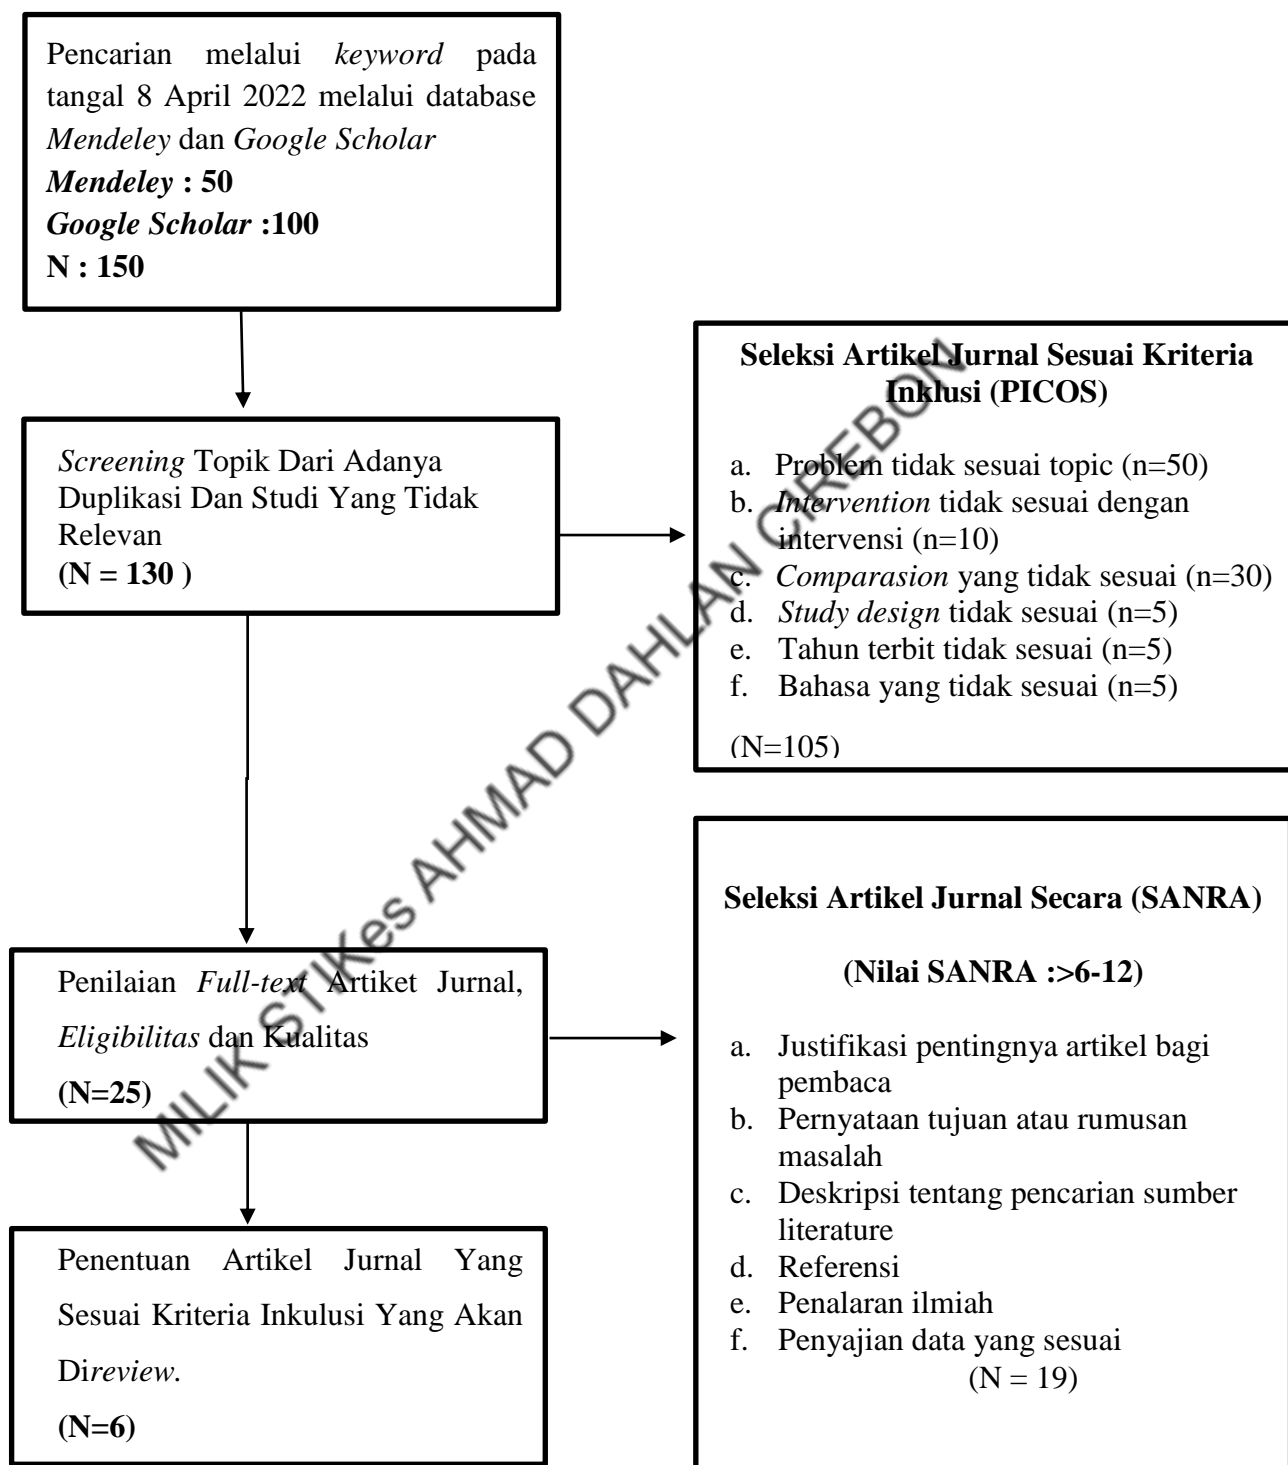 Pencarian melalui keyword pada
tangal 8 April 2022 melalui database
Mendeley dan Google Scholar
Mendeley : 50
Google Scholar :100
N : 150
Screening Topik Dari Adanya
Duplikasi Dan Studi Yang Tidak
Relevan
(N = 130 )
Seleksi Artikel Jurnal Sesuai Kriteria
Inklusi (PICOS)
a. Problem tidak sesuai topic (n=50)
b. Intervention tidak sesuai dengan
intervensi (n=10)
c. Comparasion yang tidak sesuai (n=30)
d. Study design tidak sesuai (n=5)
e. Tahun terbit tidak sesuai (n=5)
f. Bahasa yang tidak sesuai (n=5)
(N=105)
Penilaian Full-text Artiket Jurnal,
Eligibilitas dan Kualitas
(N=25)
Seleksi Artikel Jurnal Secara (SANRA)
(Nilai SANRA :>6-12)
a. Justifikasi pentingnya artikel bagi
pembaca
b. Pernyataan tujuan atau rumusan
masalah
c. Deskripsi tentang pencarian sumber
literature
d. Referensi
e. Penalaran ilmiah
f. Penyajian data yang sesuai
(N = 19)
Penentuan Artikel Jurnal Yang
Sesuai Kriteria Inkulusi Yang Akan
Direview.
(N=6)
MILIK STIKes AHMAD DAHLAN CIREBON